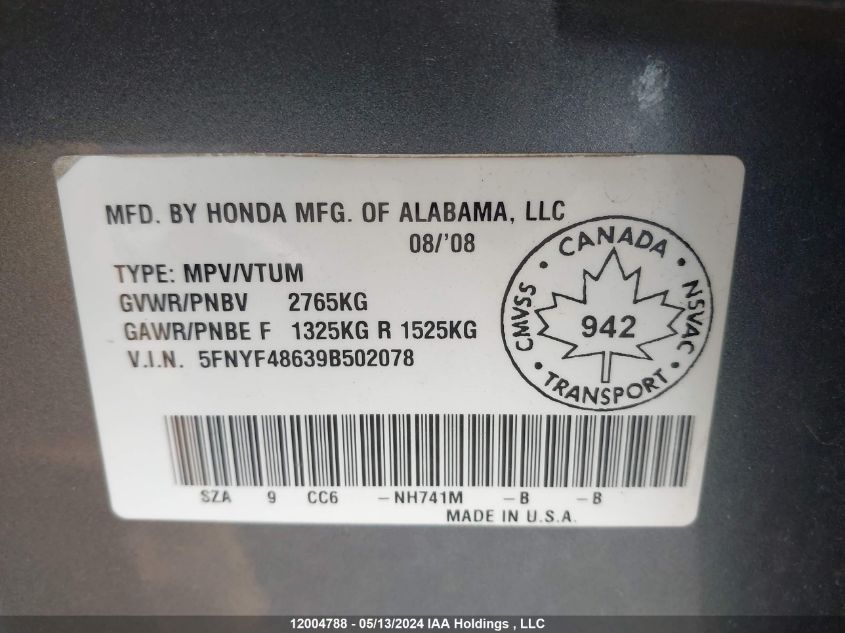 MFD. BY HONDA MFG. OF ALABAMA, LLC
08/'08
TYPE: MPV/VTUM
GVWR/PNBV 2765KG
GAWR/PNBE F 1325KG R 1525KG
V.I.N. 5FNYF48639B502078
CANADA
CMVSS
942
NSVAC
TRANSPORT
SZA 9 CC6 -NH741M -B -B
MADE IN U.S.A.
12004788 - 05/13/2024 IAA Holdings , LLC